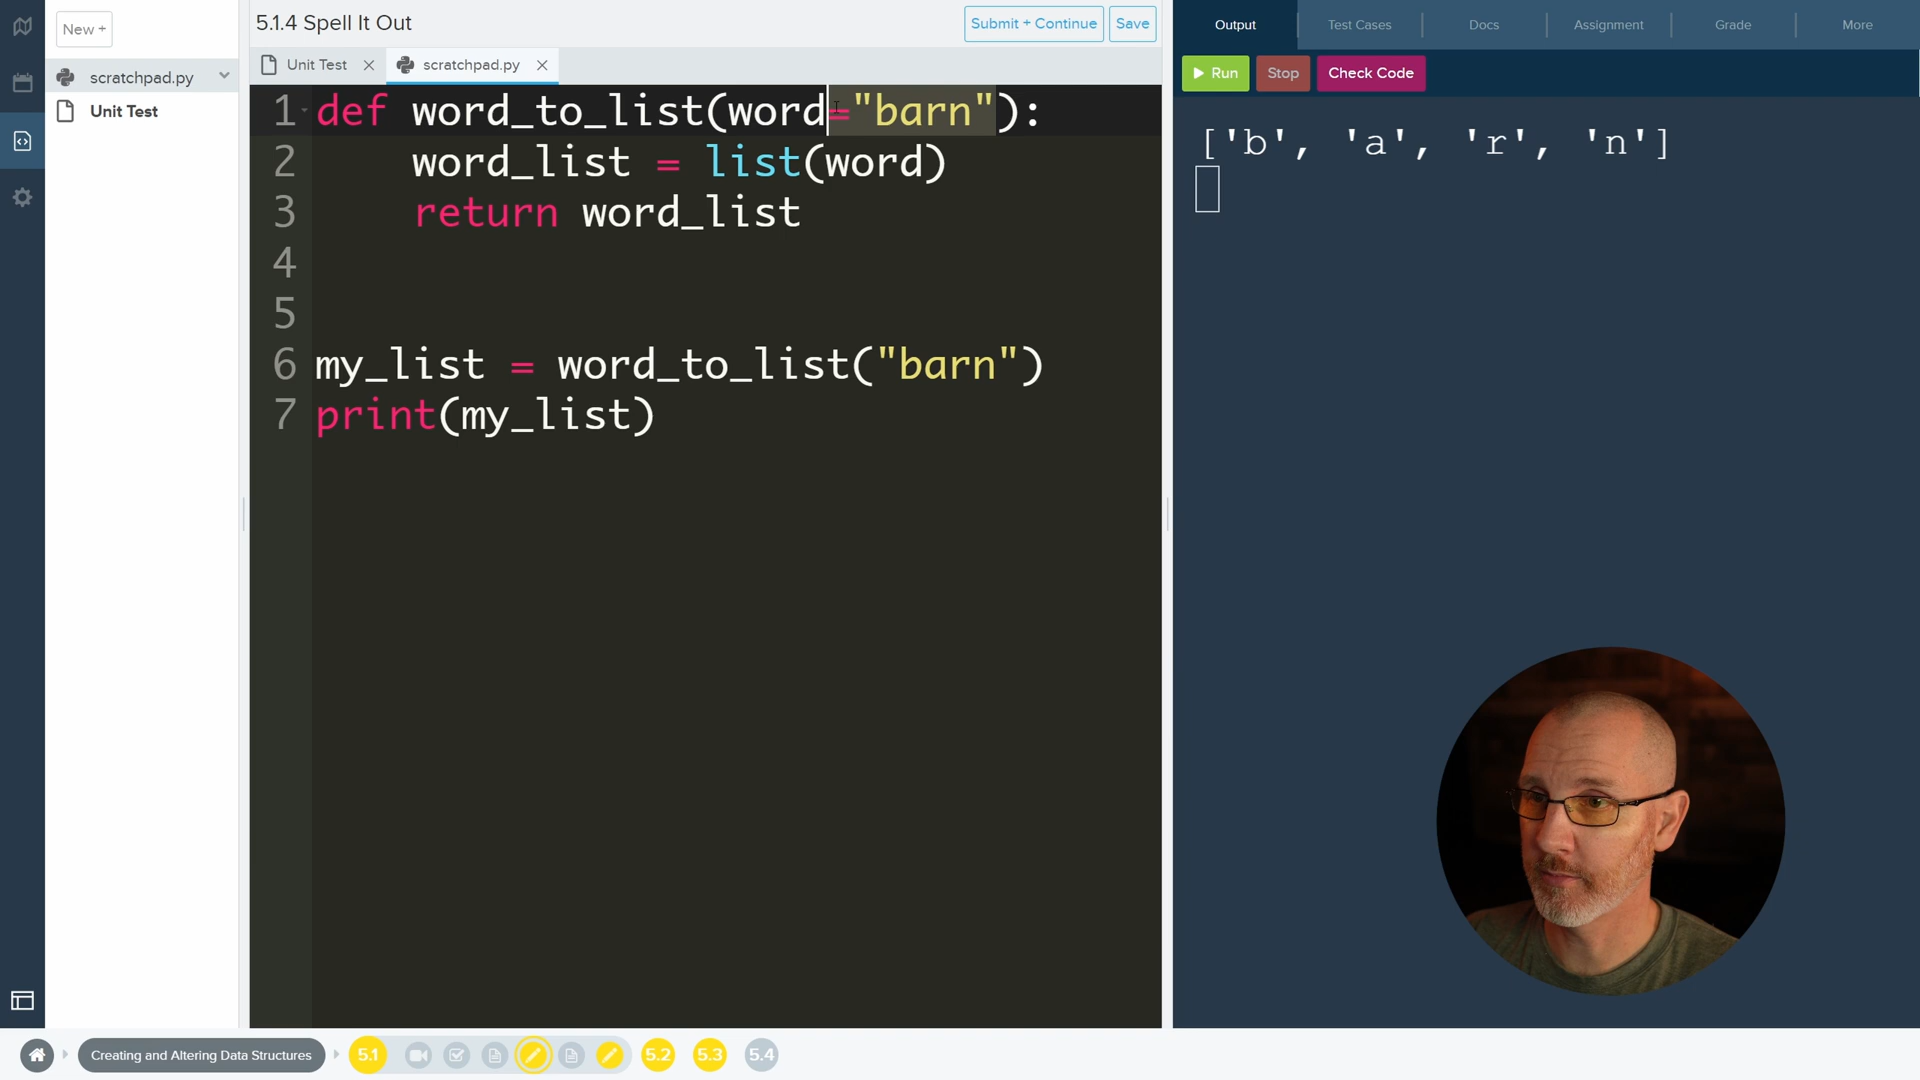 New +
5.1.4 Spell It Out
Submit + Continue
Save
Output
Test Cases
Docs
Assignment
Grade
More
scratchpad.py
Unit Test
Unit Test
scratchpad.py
Run
Stop
Check Code
1 def word_to_list(word="barn"):
2 word_list = list(word)
3 return word_list
4
5
6 my_list = word_to_list("barn")
7 print(my_list)
['b', 'a', 'r', 'n']
Creating and Altering Data Structures
5.1
5.2
5.3
5.4